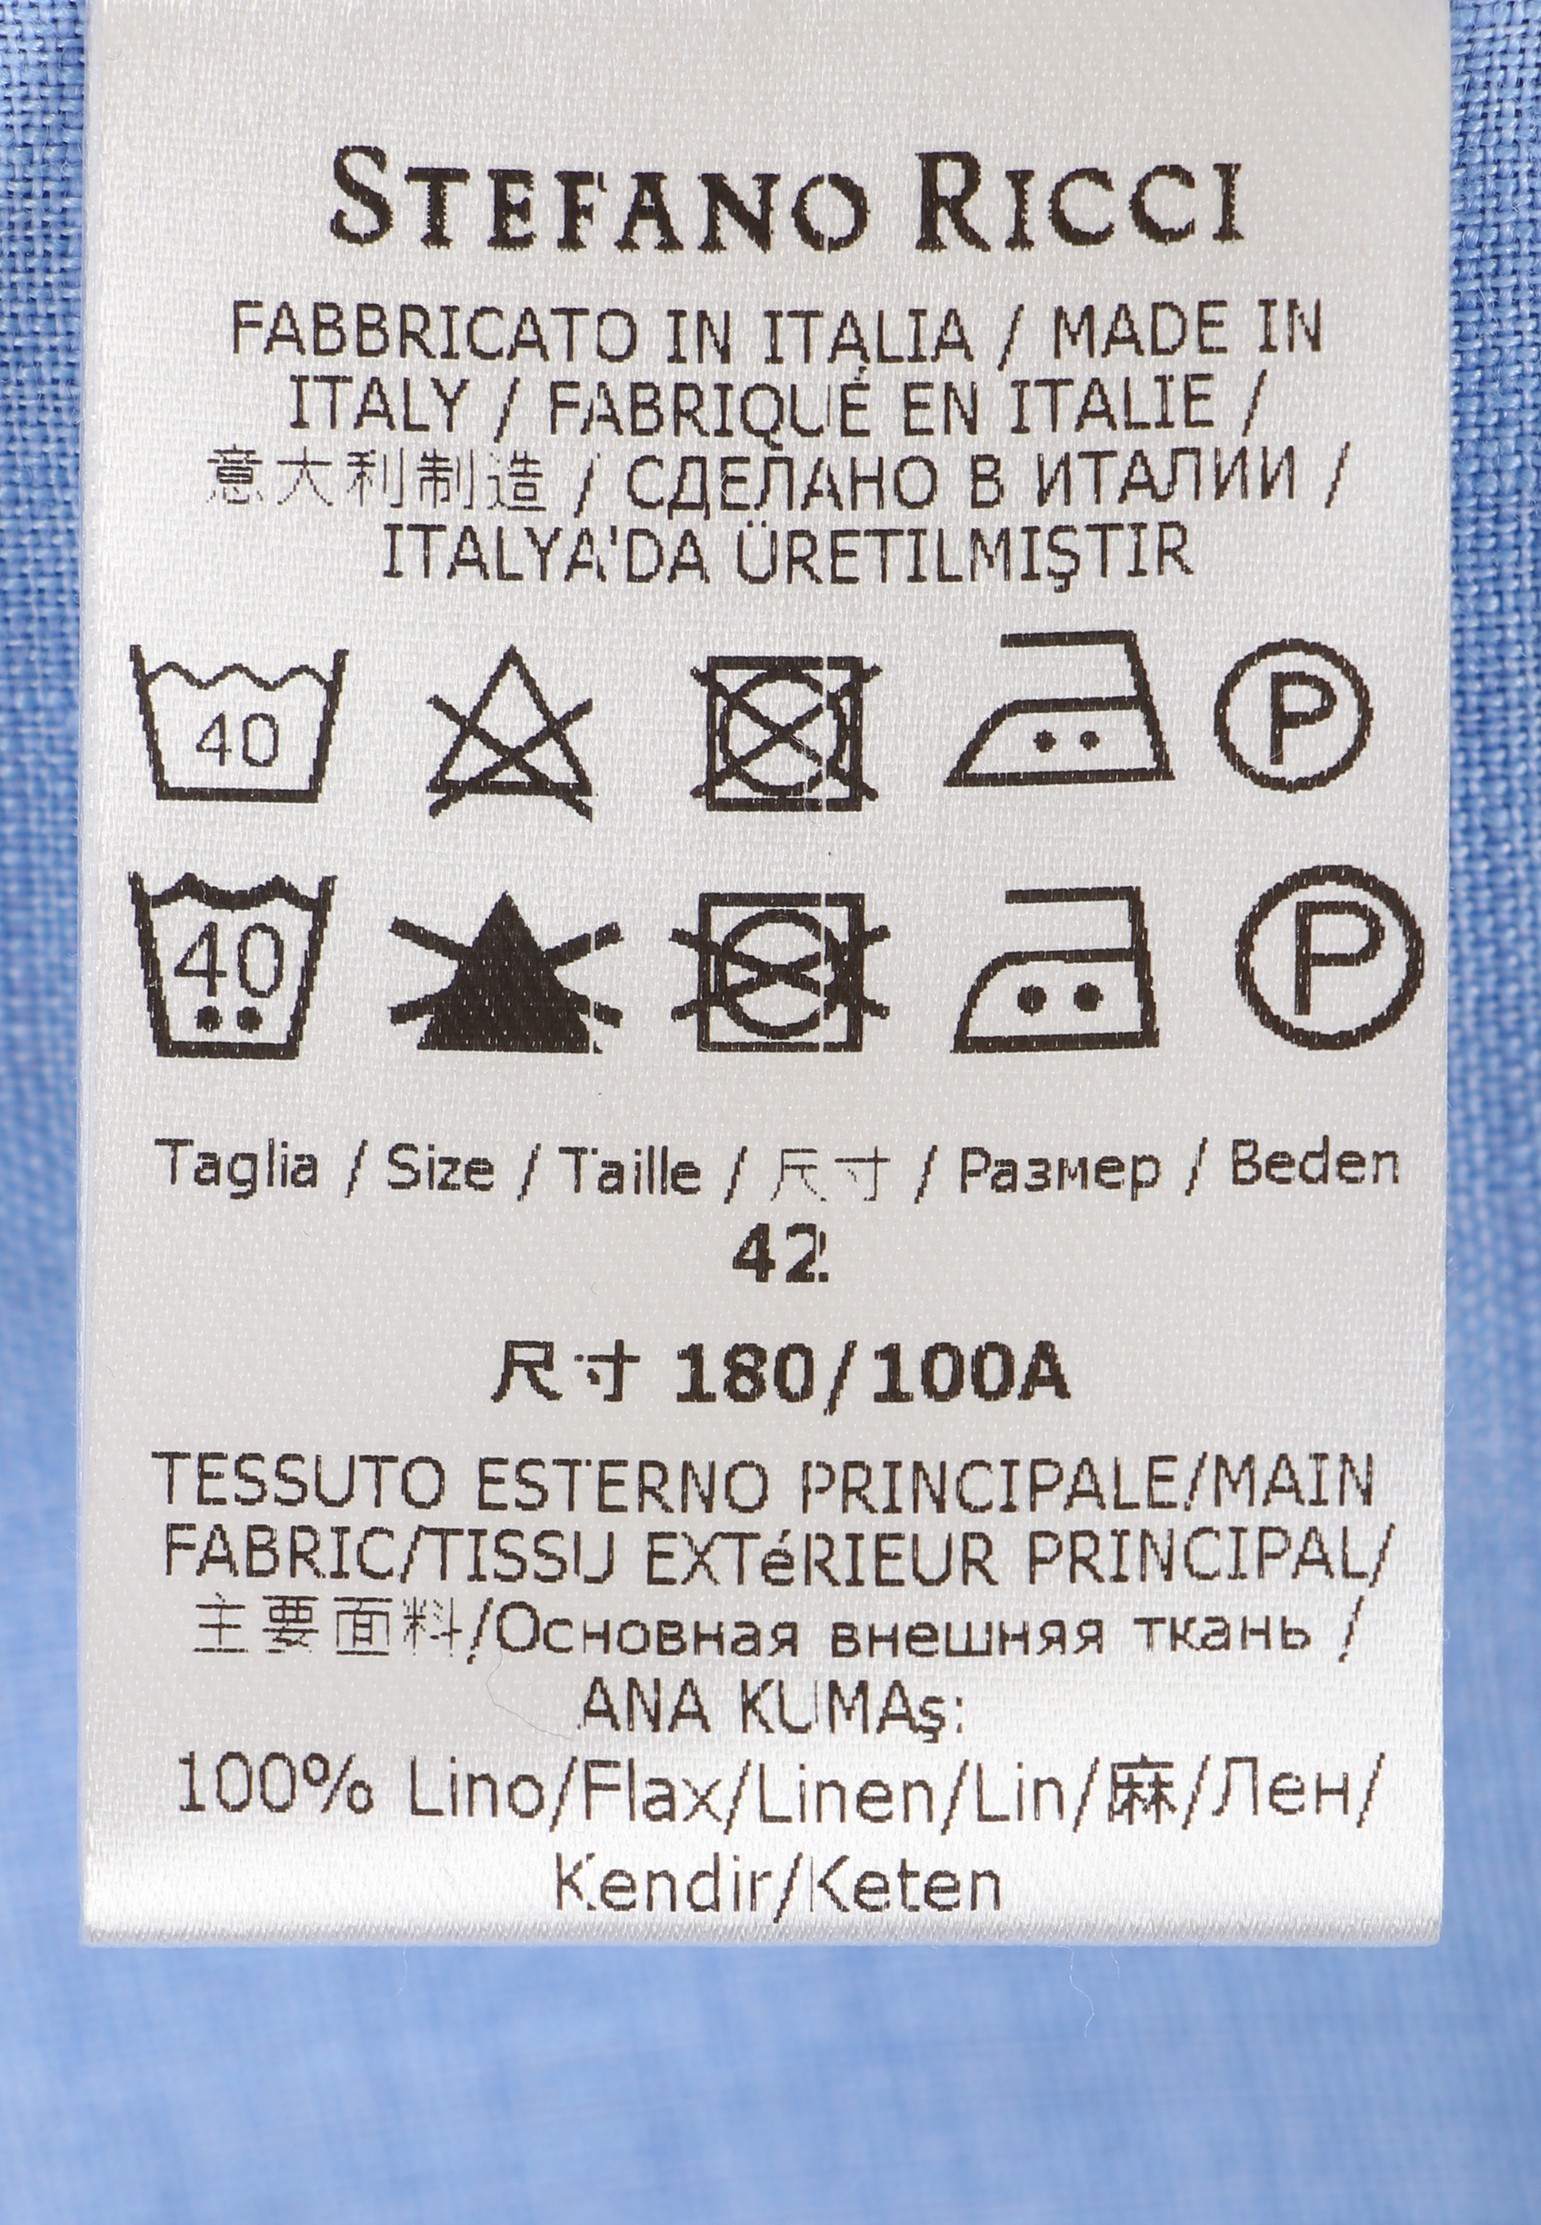 STEFANO RICCI
FABBRICATO IN ITALIA / MADE IN
ITALY / FABRIQUÉ EN ITALIE /
意大利制造 / СДЕЛАНО В ИТАЛИИ /
ITALYA'DA ÜRETILMIŞTIR
40 P
40 P
Taglia / Size / Taille / 尺寸 / Размер / Beden
42
尺寸 180/100A
TESSUTO ESTERNO PRINCIPALE/MAIN
FABRIC/TISSU EXTéRIEUR PRINCIPAL/
主要面料/Основная внешняя ткань /
ANA KUMAş:
100% Lino/Flax/Linen/Lin/麻/Лен/
Kendir/Keten